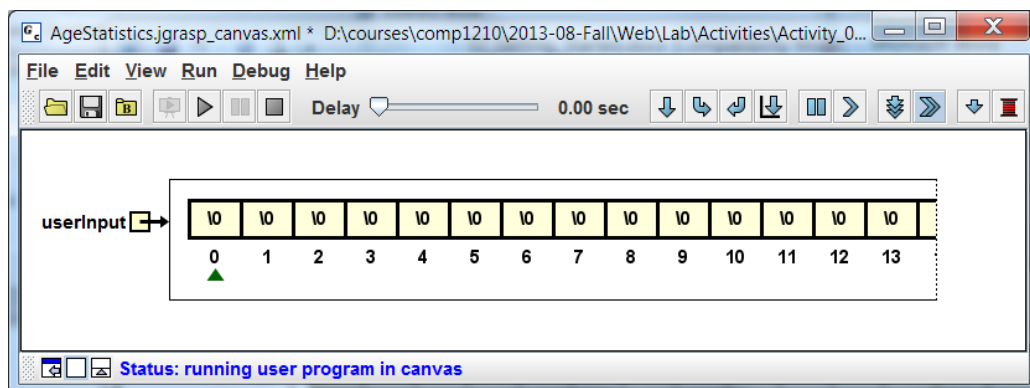 AgeStatistics.jgrasp_canvas.xml * D:\courses\comp1210\2013-08-Fall\Web\Lab\Activities\Activity_0...
File Edit View Run Debug Help
Delay 0.00 sec
userInput \0 \0 \0 \0 \0 \0 \0 \0 \0 \0 \0 \0 \0 \0
0 1 2 3 4 5 6 7 8 9 10 11 12 13
Status: running user program in canvas